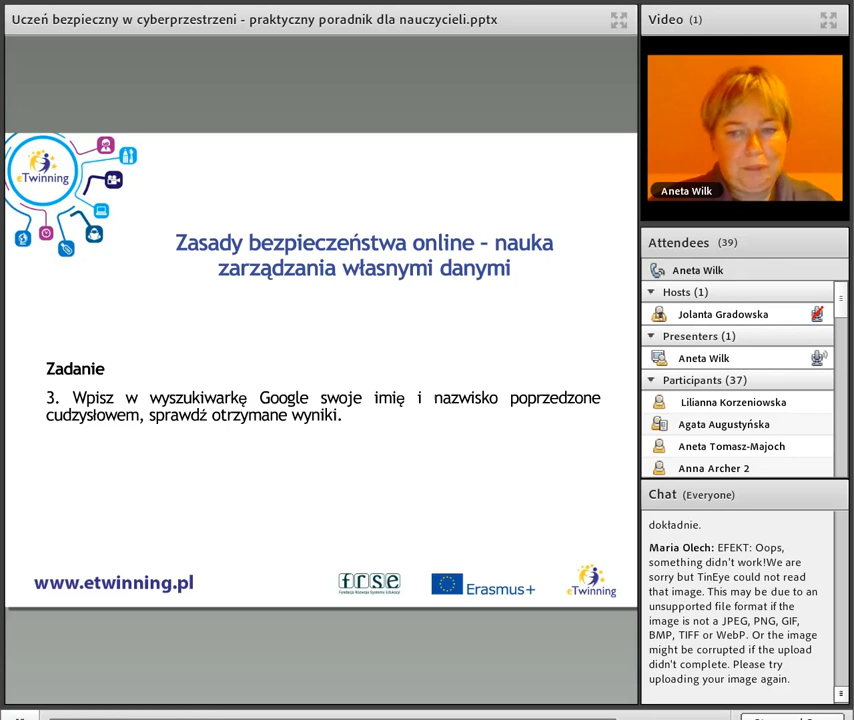 Uczeń bezpieczny w cyberprzestrzeni - praktyczny poradnik dla nauczycieli.pptx
eTwinning
Zasady bezpieczeństwa online – nauka
zarządzania własnymi danymi
Zadanie
3. Wpisz w wyszukiwarkę Google swoje imię i nazwisko poprzedzone
cudzysłowem, sprawdź otrzymane wyniki.
www.etwinning.pl
frse
Fundacja Rozwoju Systemu Edukacji
Erasmus+
eTwinning
Video (1)
Aneta Wilk
Attendees (39)
Aneta Wilk
Hosts (1)
Jolanta Gradowska
Presenters (1)
Aneta Wilk
Participants (37)
Lilianna Korzeniowska
Agata Augustyńska
Aneta Tomasz-Majoch
Anna Archer 2
Chat (Everyone)
dokładnie.
Maria Olech: EFEKT: Oops,
something didn't work!We are
sorry but TinEye could not read
that image. This may be due to an
unsupported file format if the
image is not a JPEG, PNG, GIF,
BMP, TIFF or WebP. Or the image
might be corrupted if the upload
didn't complete. Please try
uploading your image again.